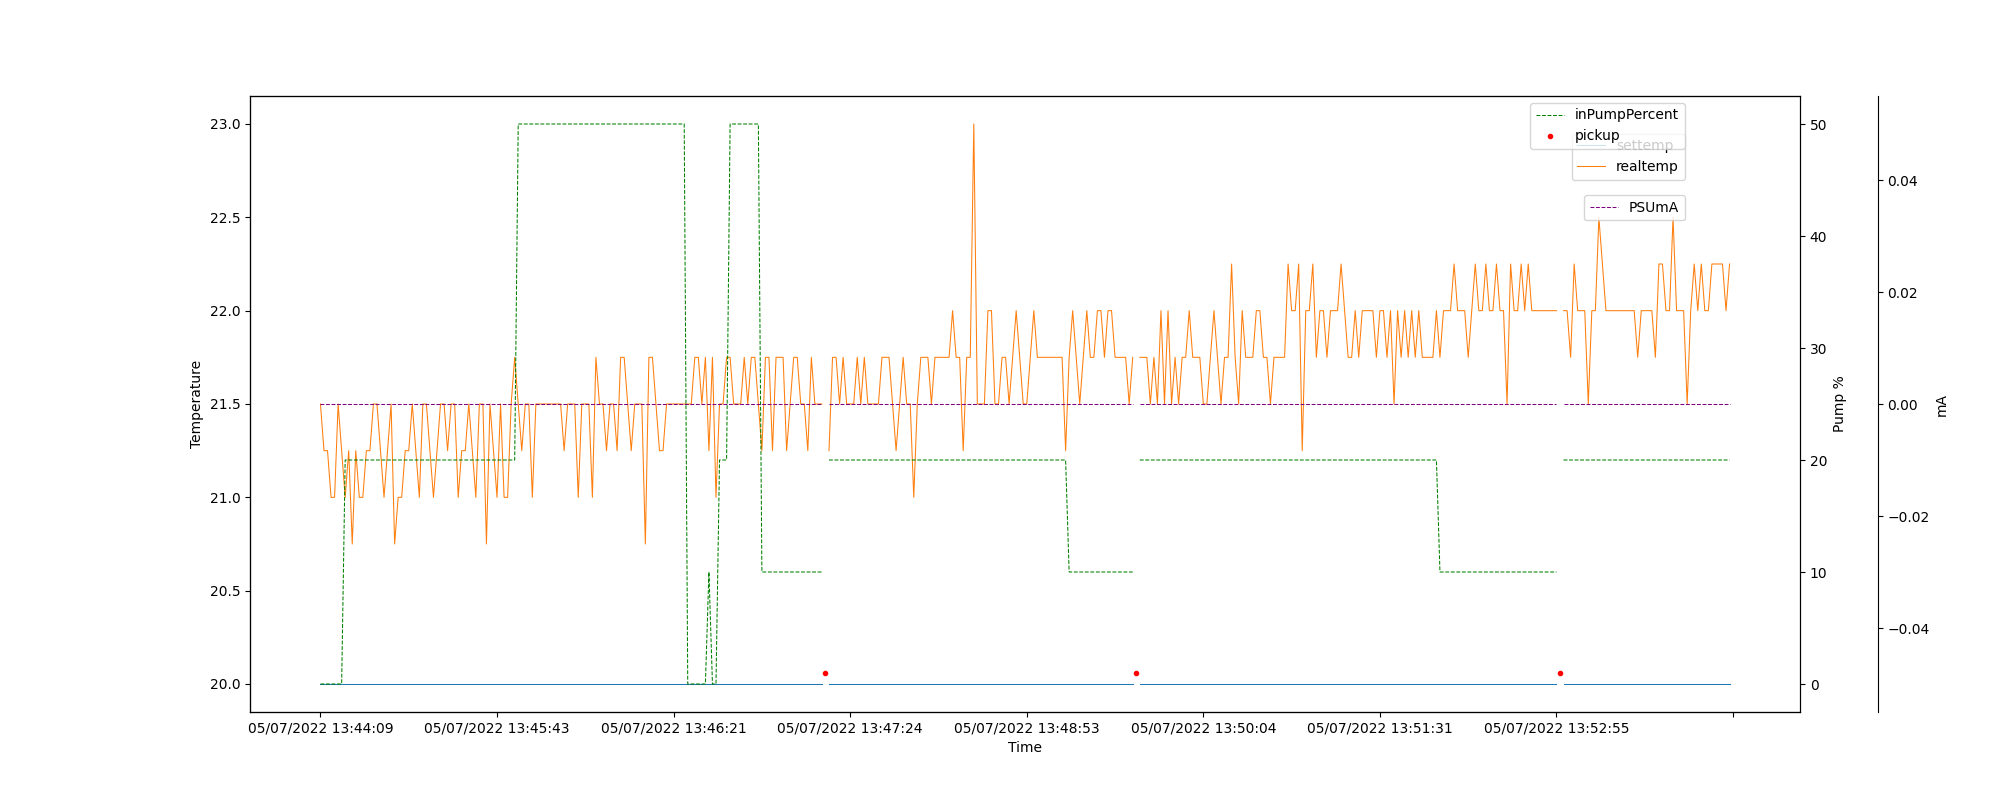 inPumpPercent
pickup
settemp
realtemp
PSUmA
23.0
22.5
22.0
21.5
21.0
20.5
20.0
Temperature
50
40
30
20
10
0
Pump %
0.04
0.02
0.00
−0.02
−0.04
mA
05/07/2022 13:44:09
05/07/2022 13:45:43
05/07/2022 13:46:21
05/07/2022 13:47:24
05/07/2022 13:48:53
05/07/2022 13:50:04
05/07/2022 13:51:31
05/07/2022 13:52:55
Time